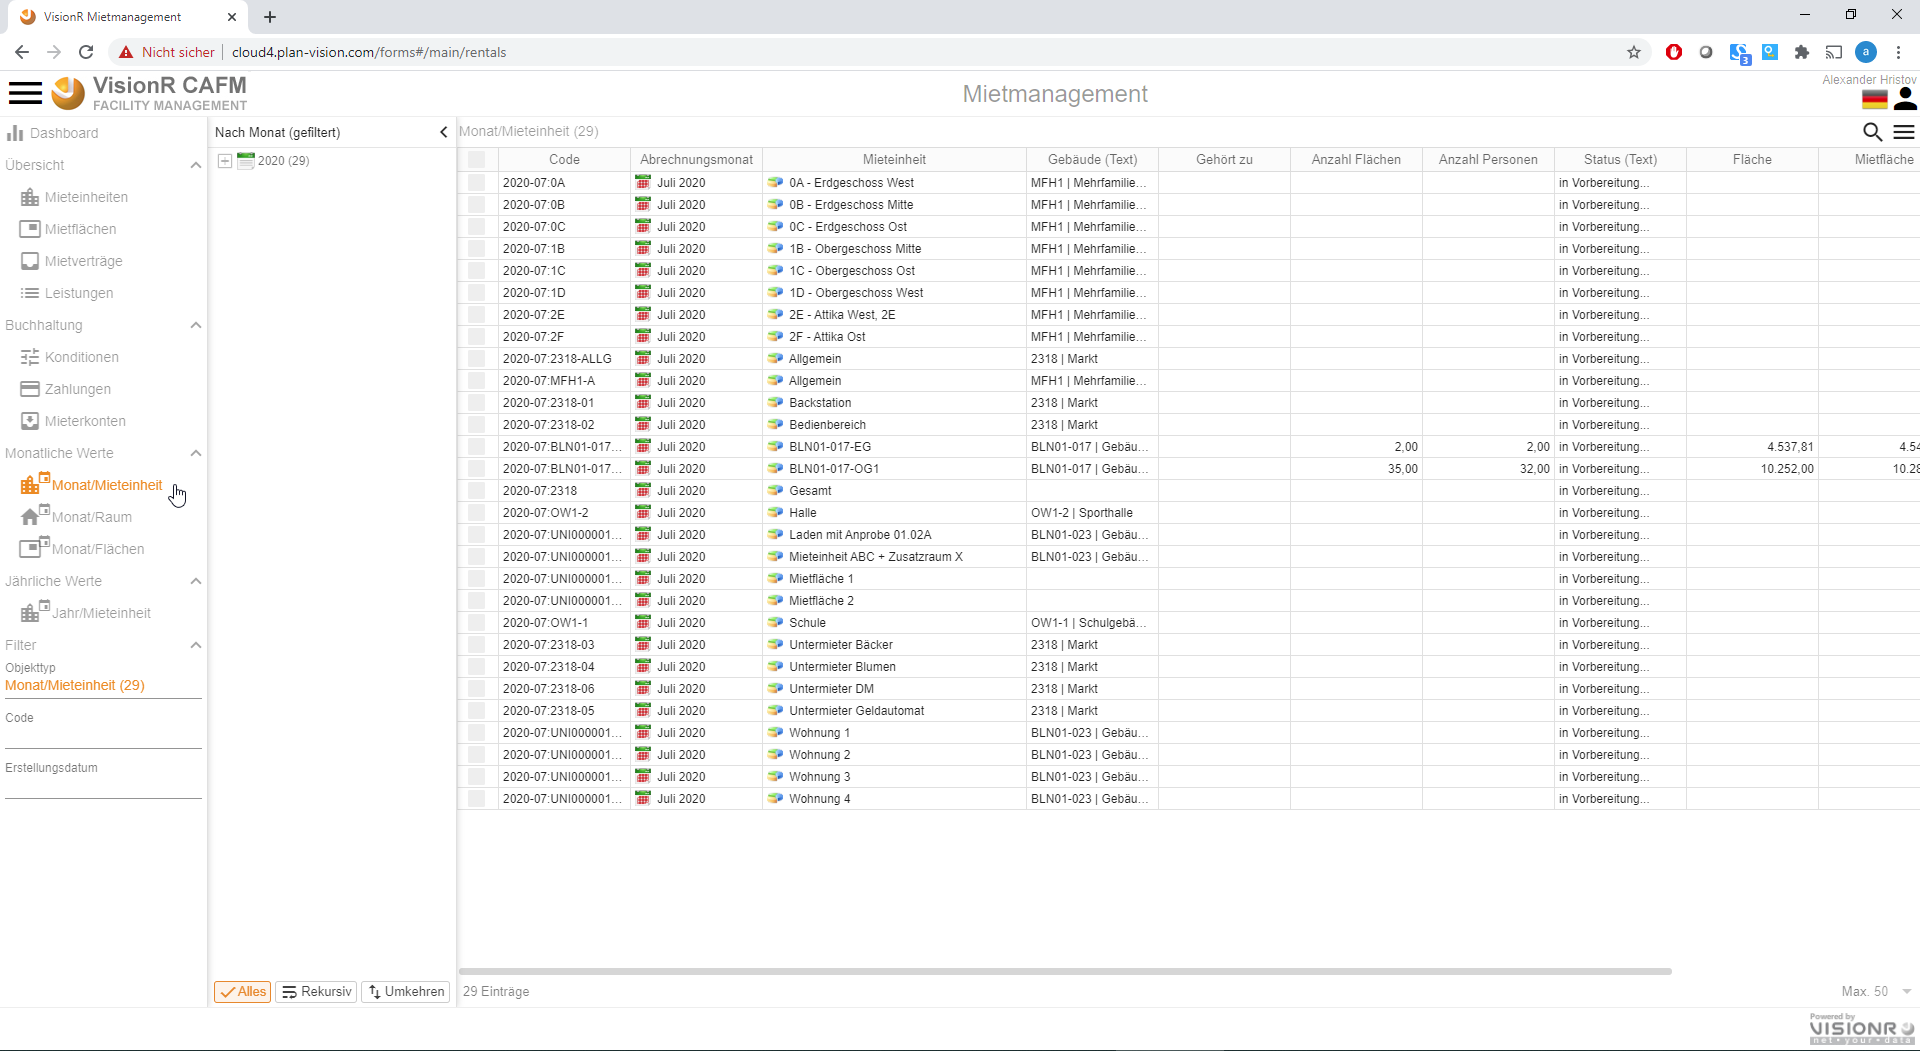 VisionR Mietmanagement
Nicht sicher
cloud4.plan-vision.com/forms#/main/rentals
3
a
VisionR CAFM
FACILITY MANAGEMENT
Mietmanagement
Alexander Hristov
Dashboard
Übersicht
Mieteinheiten
Mietflächen
Mietverträge
Leistungen
Buchhaltung
Konditionen
Zahlungen
Mieterkonten
Monatliche Werte
Monat/Mieteinheit
Monat/Raum
Monat/Flächen
Jährliche Werte
Jahr/Mieteinheit
Filter
Objekttyp
Monat/Mieteinheit (29)
Code
Erstellungsdatum
Nach Monat (gefiltert)
2020 (29)
Alles Rekursiv Umkehren
Monat/Mieteinheit (29)
Code Abrechnungsmonat Mieteinheit Gebäude (Text) Gehört zu Anzahl Flächen Anzahl Personen Status (Text) Fläche Mietfläche
2020-07:0A Juli 2020 0A - Erdgeschoss West MFH1 | Mehrfamilie... in Vorbereitung...
2020-07:0B Juli 2020 0B - Erdgeschoss Mitte MFH1 | Mehrfamilie... in Vorbereitung...
2020-07:0C Juli 2020 0C - Erdgeschoss Ost MFH1 | Mehrfamilie... in Vorbereitung...
2020-07:1B Juli 2020 1B - Obergeschoss Mitte MFH1 | Mehrfamilie... in Vorbereitung...
2020-07:1C Juli 2020 1C - Obergeschoss Ost MFH1 | Mehrfamilie... in Vorbereitung...
2020-07:1D Juli 2020 1D - Obergeschoss West MFH1 | Mehrfamilie... in Vorbereitung...
2020-07:2E Juli 2020 2E - Attika West, 2E MFH1 | Mehrfamilie... in Vorbereitung...
2020-07:2F Juli 2020 2F - Attika Ost MFH1 | Mehrfamilie... in Vorbereitung...
2020-07:2318-ALLG Juli 2020 Allgemein 2318 | Markt in Vorbereitung...
2020-07:MFH1-A Juli 2020 Allgemein MFH1 | Mehrfamilie... in Vorbereitung...
2020-07:2318-01 Juli 2020 Backstation 2318 | Markt in Vorbereitung...
2020-07:2318-02 Juli 2020 Bedienbereich 2318 | Markt in Vorbereitung...
2020-07:BLN01-017... Juli 2020 BLN01-017-EG BLN01-017 | Gebäu... 2,00 2,00 in Vorbereitung... 4.537,81 4.54
2020-07:BLN01-017... Juli 2020 BLN01-017-OG1 BLN01-017 | Gebäu... 35,00 32,00 in Vorbereitung... 10.252,00 10.28
2020-07:2318 Juli 2020 Gesamt in Vorbereitung...
2020-07:OW1-2 Juli 2020 Halle OW1-2 | Sporthalle in Vorbereitung...
2020-07:UNI000001... Juli 2020 Laden mit Anprobe 01.02A BLN01-023 | Gebäu... in Vorbereitung...
2020-07:UNI000001... Juli 2020 Mieteinheit ABC + Zusatzraum X BLN01-023 | Gebäu... in Vorbereitung...
2020-07:UNI000001... Juli 2020 Mietfläche 1 in Vorbereitung...
2020-07:UNI000001... Juli 2020 Mietfläche 2 in Vorbereitung...
2020-07:OW1-1 Juli 2020 Schule OW1-1 | Schulgebä... in Vorbereitung...
2020-07:2318-03 Juli 2020 Untermieter Bäcker 2318 | Markt in Vorbereitung...
2020-07:2318-04 Juli 2020 Untermieter Blumen 2318 | Markt in Vorbereitung...
2020-07:2318-06 Juli 2020 Untermieter DM 2318 | Markt in Vorbereitung...
2020-07:2318-05 Juli 2020 Untermieter Geldautomat 2318 | Markt in Vorbereitung...
2020-07:UNI000001... Juli 2020 Wohnung 1 BLN01-023 | Gebäu... in Vorbereitung...
2020-07:UNI000001... Juli 2020 Wohnung 2 BLN01-023 | Gebäu... in Vorbereitung...
2020-07:UNI000001... Juli 2020 Wohnung 3 BLN01-023 | Gebäu... in Vorbereitung...
2020-07:UNI000001... Juli 2020 Wohnung 4 BLN01-023 | Gebäu... in Vorbereitung...
29 Einträge
Max. 50
Powered by
VISIONR
net • your • data